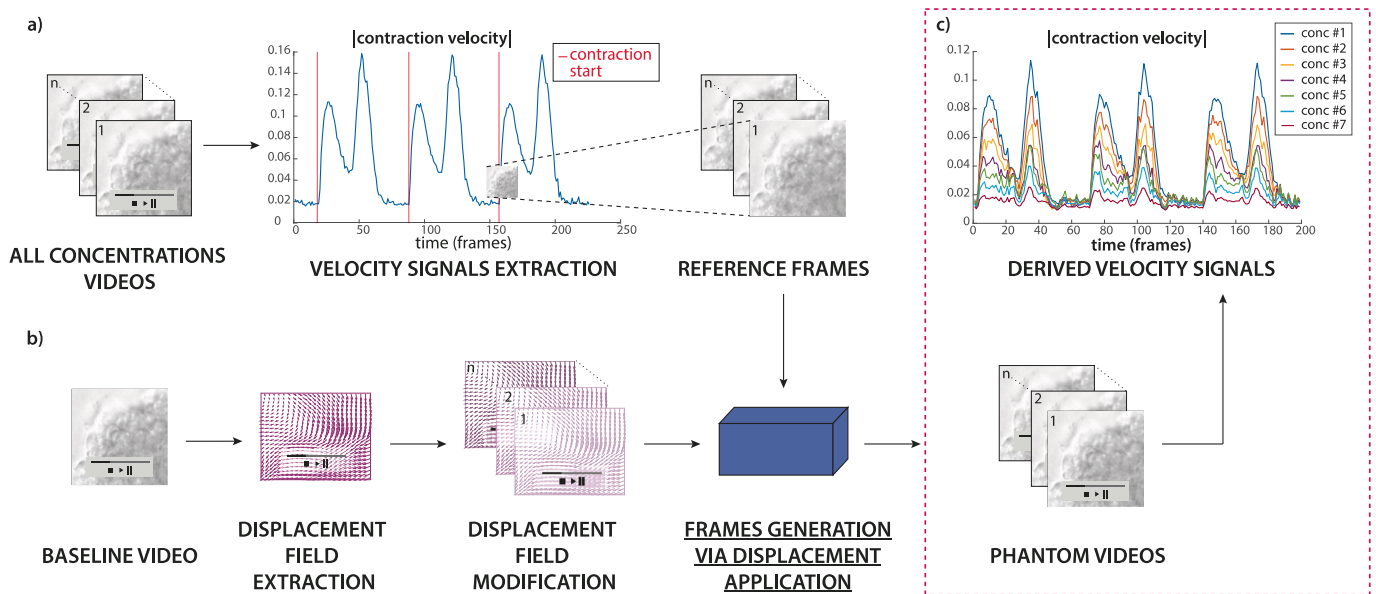 a)
|contraction velocity|
0.16
0.14
0.12
0.1
0.08
0.06
0.04
0.02
0
0 50 100 150 200 250
time (frames)
contraction
start
n
2
1
ALL CONCENTRATIONS
VIDEOS
VELOCITY SIGNALS EXTRACTION
n
2
1
REFERENCE FRAMES
b)
BASELINE VIDEO
DISPLACEMENT
FIELD
EXTRACTION
n
2
1
DISPLACEMENT
FIELD
MODIFICATION
FRAMES GENERATION
VIA DISPLACEMENT
APPLICATION
c)
|contraction velocity|
0.12
0.1
0.08
0.06
0.04
0.02
0
0 20 40 60 80 100 120 140 160 180 200
time (frames)
conc #1
conc #2
conc #3
conc #4
conc #5
conc #6
conc #7
DERIVED VELOCITY SIGNALS
n
2
1
PHANTOM VIDEOS